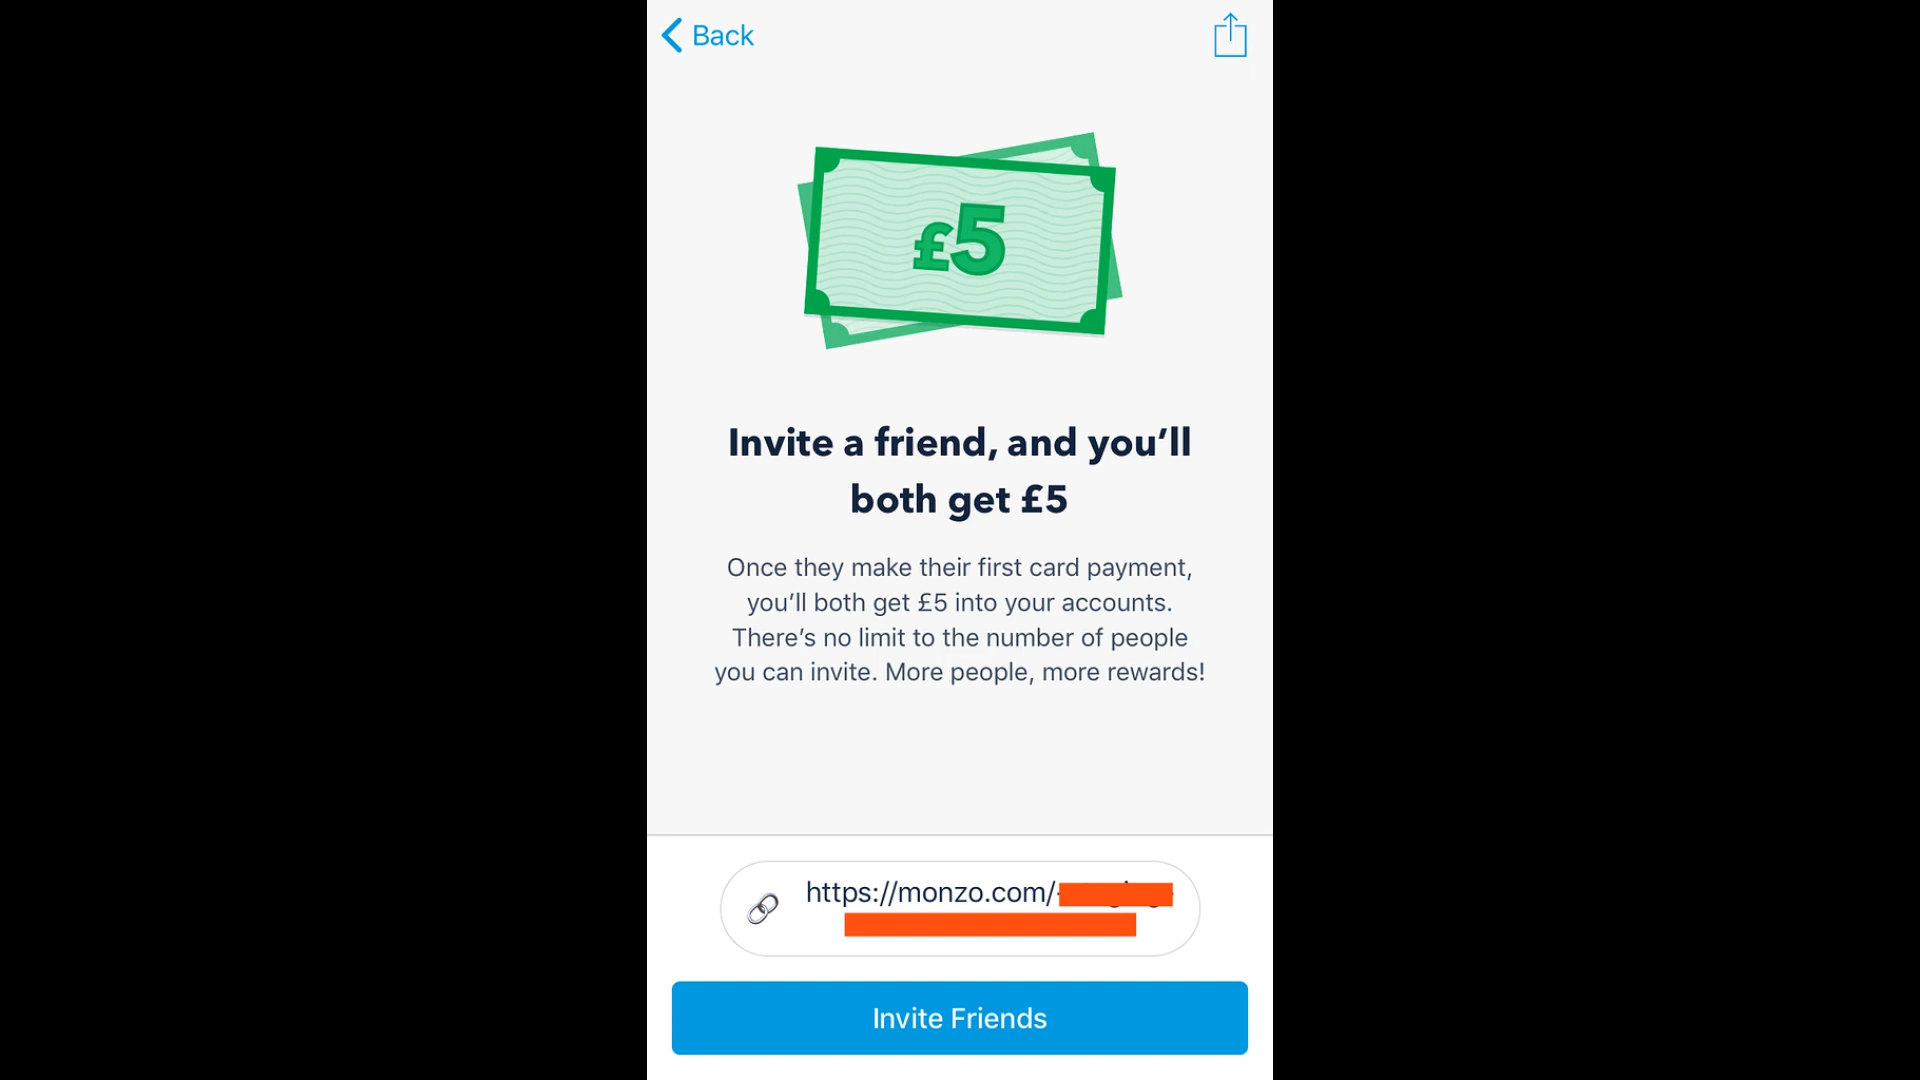 Back
£5
Invite a friend, and you’ll
both get £5
Once they make their first card payment,
you’ll both get £5 into your accounts.
There’s no limit to the number of people
you can invite. More people, more rewards!
https://monzo.com/
Invite Friends